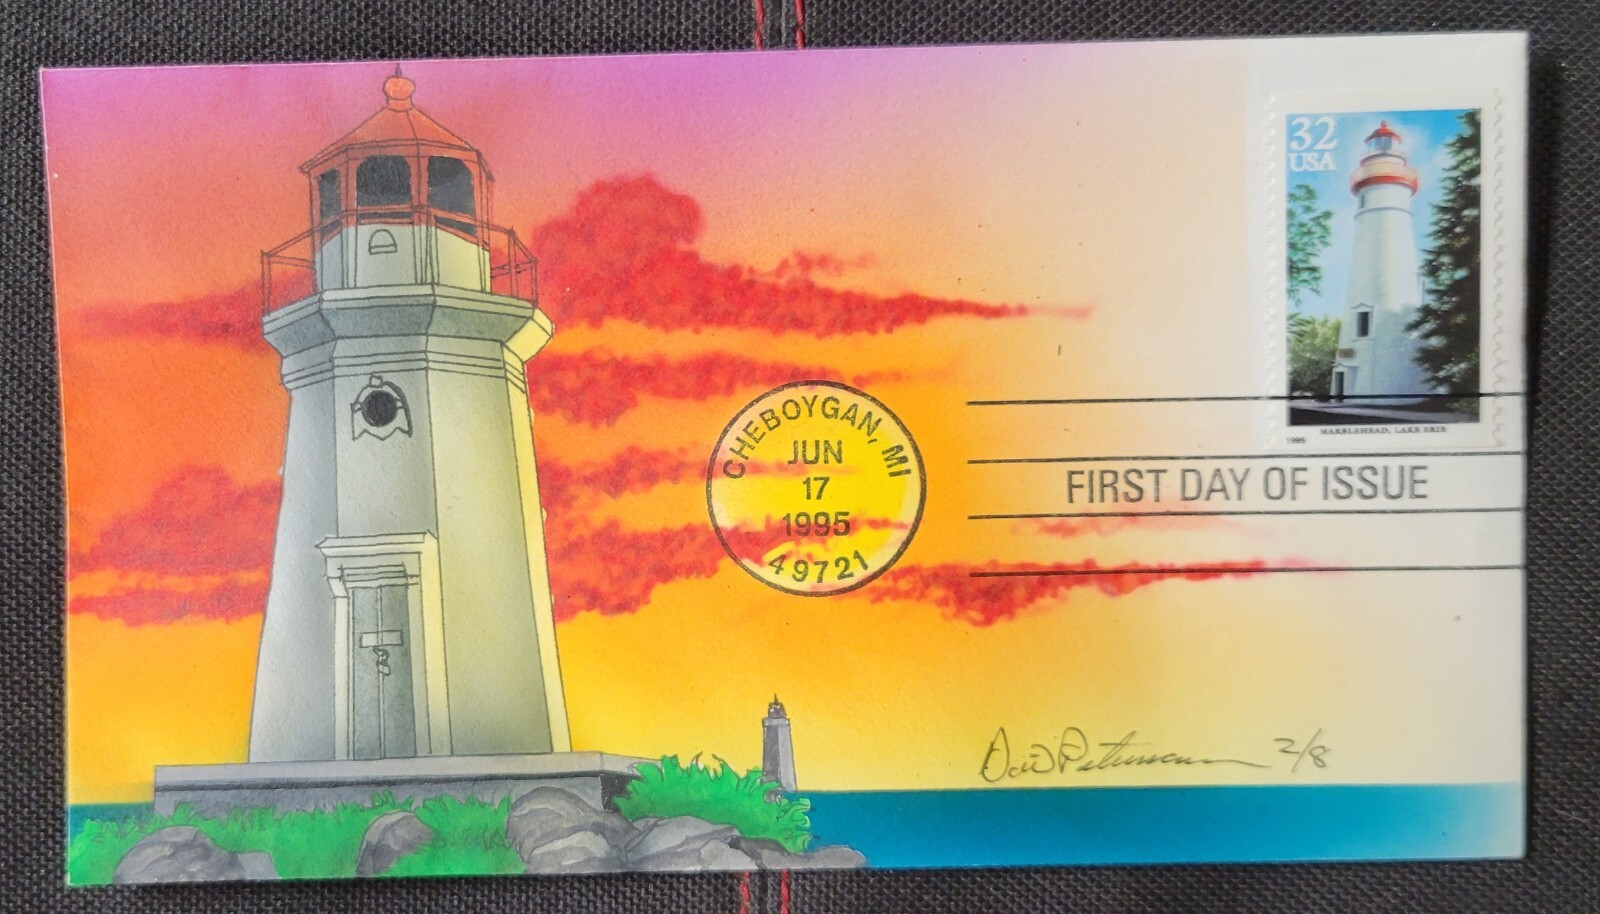 32
USA
1995
MARBLEHEAD, LAKE ERIE
CHEBOYGAN, MI
JUN
17
1995
49721
FIRST DAY OF ISSUE
2/8